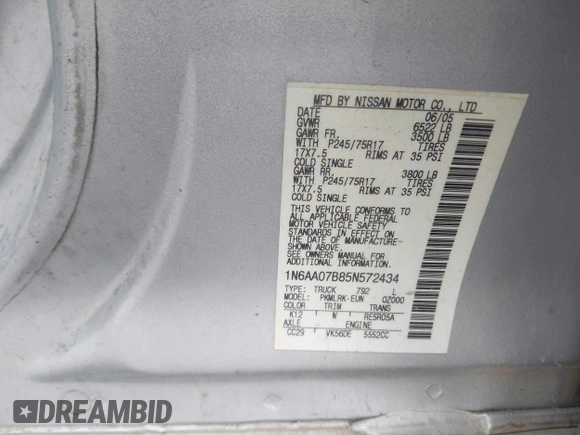 MFD BY NISSAN MOTOR CO., LTD
DATE 06/05
GVWR 6522 LB
GAWR FR. 3500 LB
WITH P245/75R17 TIRES
17X7.5 RIMS AT 35 PSI
COLD SINGLE
GAWR RR. 3800 LB
WITH P245/75R17 TIRES
17X7.5 RIMS AT 35 PSI
COLD SINGLE
THIS VEHICLE CONFORMS TO
ALL APPLICABLE FEDERAL
MOTOR VEHICLE SAFETY
STANDARDS IN EFFECT ON
THE DATE OF MANUFACTURE
SHOWN ABOVE.
SEE OWNERS MANUAL FOR
ADDITIONAL INFORMATION.
1N6AA07B85N572434
TYPE: TRUCK 792 L
MODEL: PKMLRK-EUN 0Z000
COLOR TRIM TRANS
K12 W RE5R05A
AXLE ENGINE
CC29 VK56DE 5552CC
DREAMBID